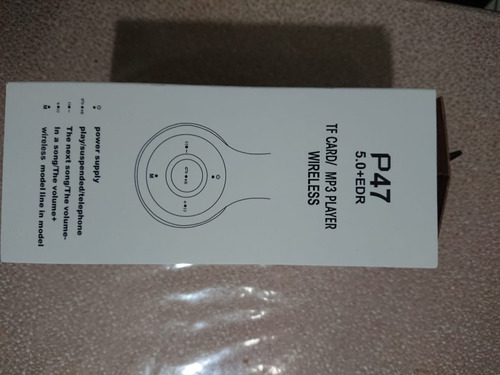 P47
5.0+EDR
TF CARD/ MP3 PLAYER
WIRELESS
M
power supply
play/suspended/telephone
The next song/The volume-
In a song/The volume+
M
wireless model line in model